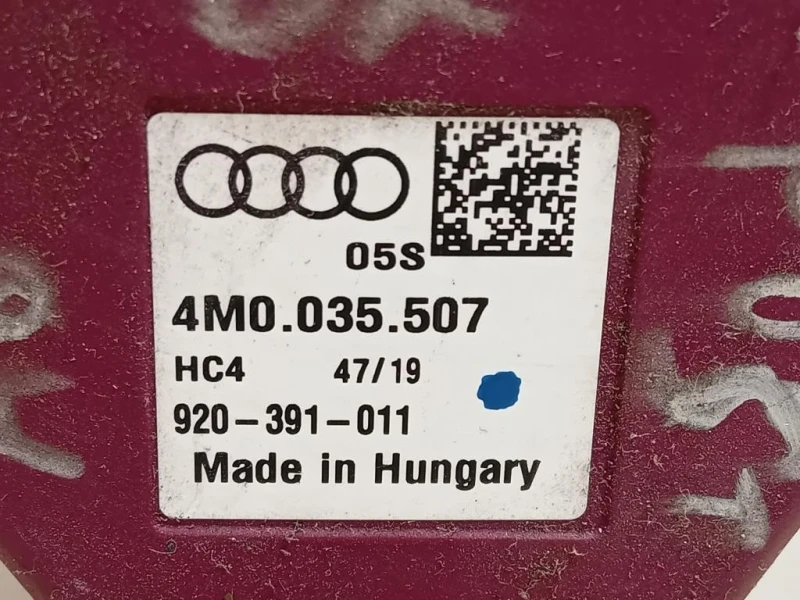 05S
4M0.035.507
HC4 47/19
920-391-011
Made in Hungary